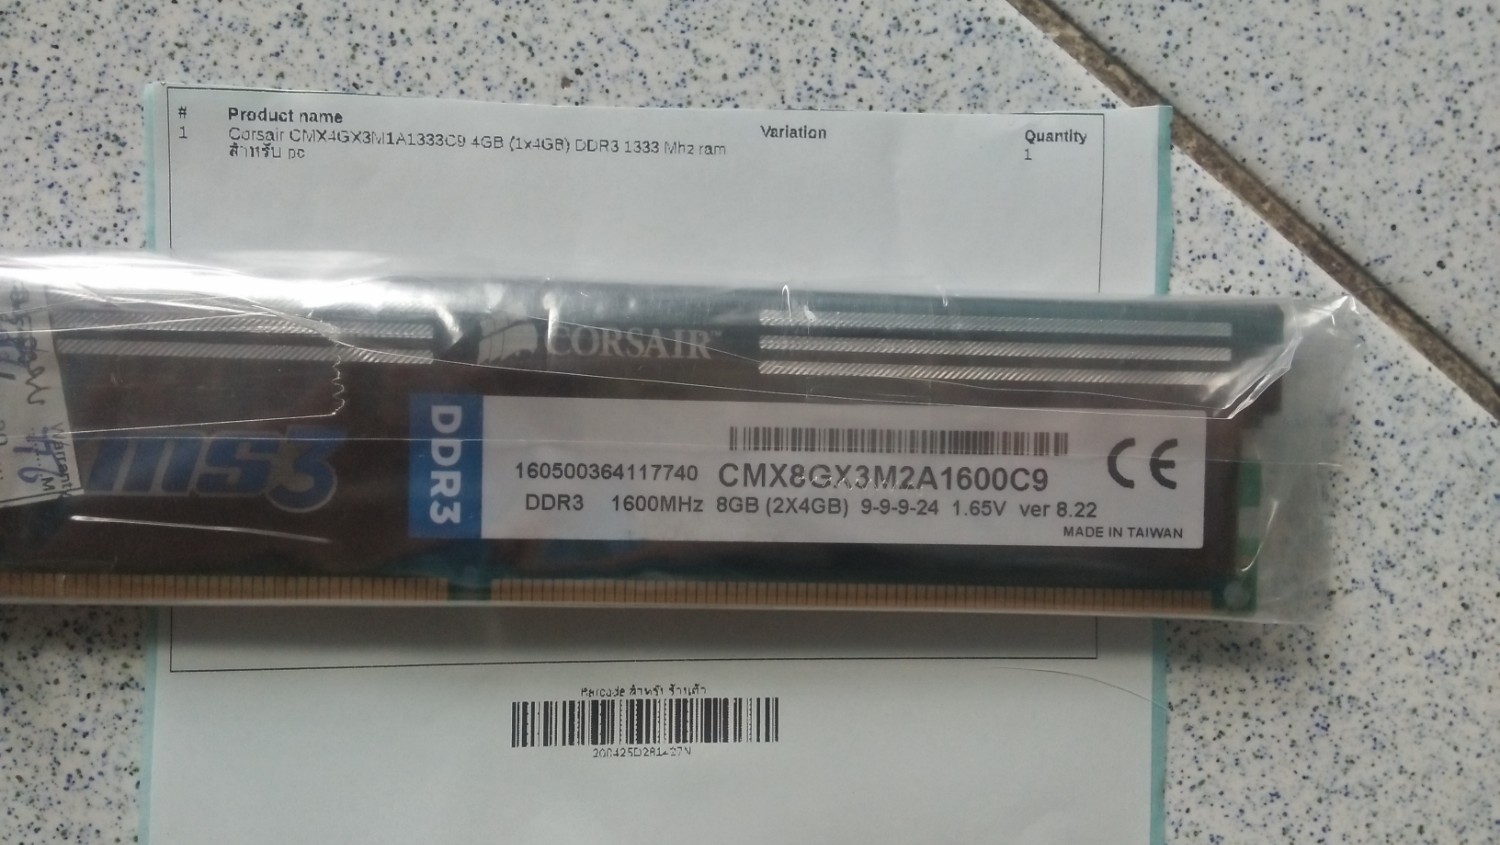 # Product name Variation Quantity
1 Corsair CMX4GX3M1A1333C9 4GB (1x4GB) DDR3 1333 Mhz ram 1
สำหรับ pc
CORSAIR™
ms3
DDR3
160500364117740 CMX8GX3M2A1600C9
DDR3 1600MHz 8GB (2X4GB) 9-9-9-24 1.65V ver 8.22
CE
MADE IN TAIWAN
Barcode สำหรับ ร้านค้า